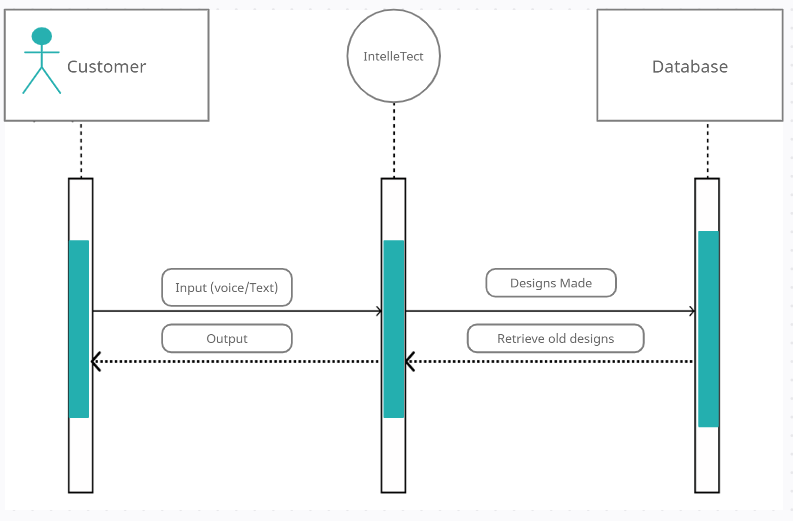 Customer
IntelleTect
Database
Input (voice/Text)
Designs Made
Output
Retrieve old designs